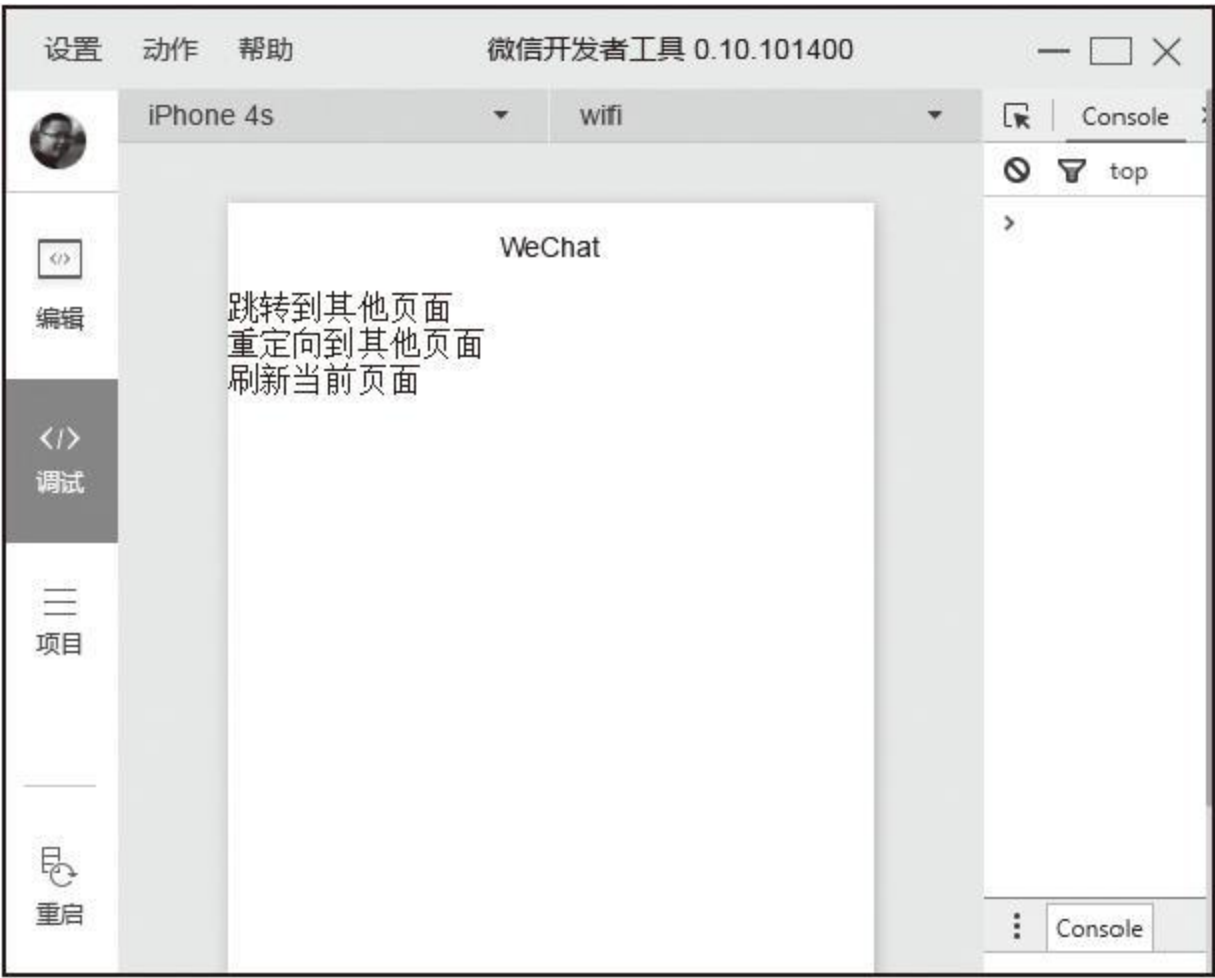 设置 动作 帮助 微信开发者工具 0.10.101400
iPhone 4s wifi Console
top
WeChat
编辑
跳转到其他页面
重定向到其他页面
刷新当前页面
调试
项目
重启
Console